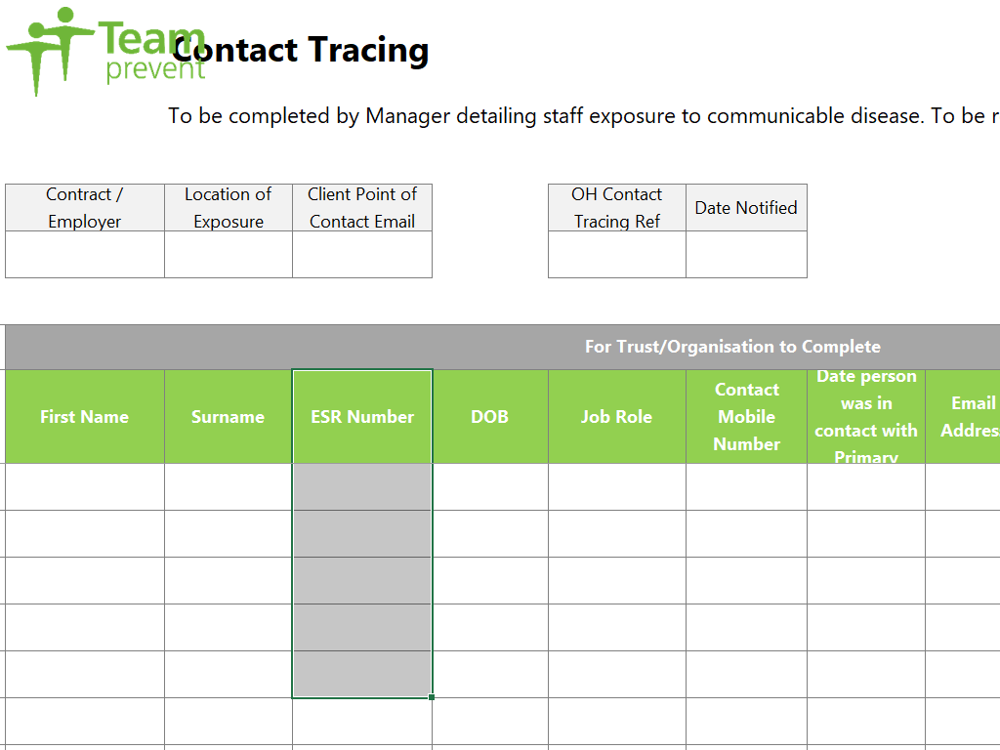 Team
prevent
Contact Tracing
To be completed by Manager detailing staff exposure to communicable disease. To be r
Contract /
Employer
Location of
Exposure
Client Point of
Contact Email
OH Contact
Tracing Ref
Date Notified
For Trust/Organisation to Complete
First Name
Surname
ESR Number
DOB
Job Role
Contact
Mobile
Number
Date person
was in
contact with
Primary
Email
Addres